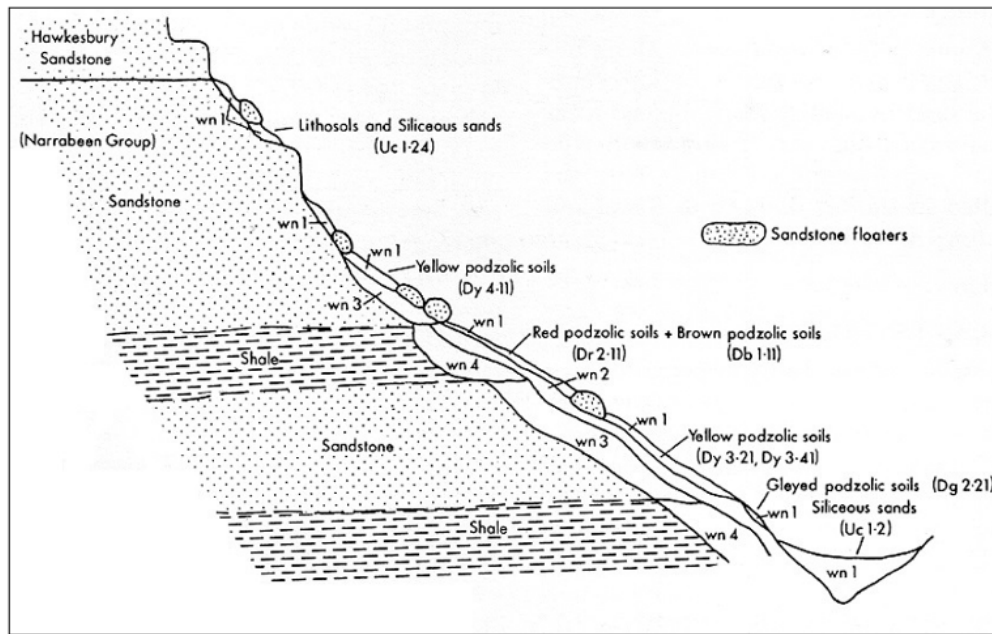 Hawkesbury
Sandstone
wn 1
Lithosols and Siliceous sands
(Uc 1·24)
(Narrabeen Group)
Sandstone
wn 1
Sandstone floaters
wn 1
Yellow podzolic soils
(Dy 4·11)
wn 3
wn 1
Red podzolic soils + Brown podzolic soils
(Dr 2·11) (Db 1·11)
Shale
wn 4
wn 2
wn 1
wn 3
Yellow podzolic soils
(Dy 3·21, Dy 3·41)
Sandstone
Gleyed podzolic soils (Dg 2·21)
wn 1
Siliceous sands
(Uc 1·2)
Shale
wn 4
wn 1